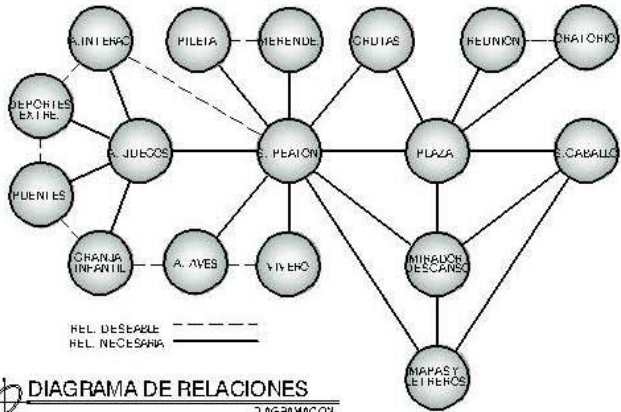 A.INTERAC
PILETA
MERENDE.
GRUTAS
REUNION
ORATORIO
DEPORTES
EXTRE.
A. JUEGOS
S. PEATON
PLAZA
S.CABALLO
PUENTES
GRANJA
INFANTIL
A. AVES
VIVERO
MIRADOR
DESCANSO
REL. DESEABLE
REL. NECESARIA
MAPAS Y
LETREROS
DIAGRAMA DE RELACIONES
DIAGRAMACION